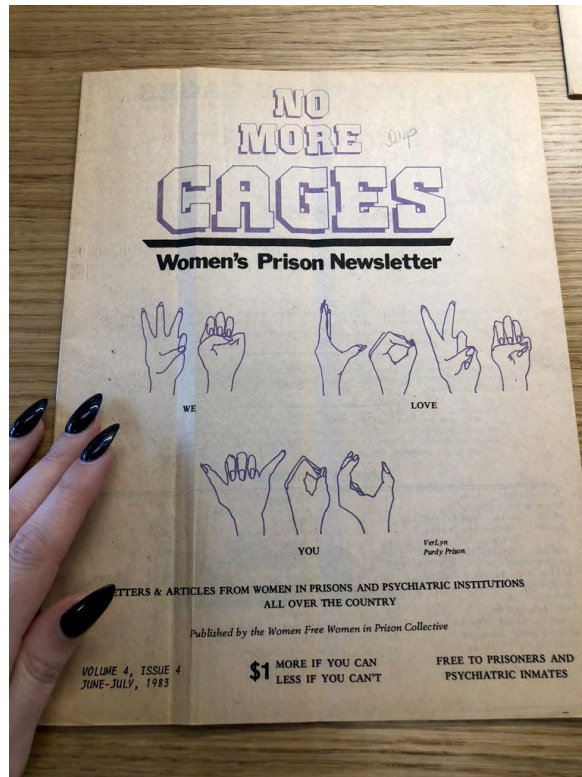 NO
MORE
CAGES
Women's Prison Newsletter
WE
LOVE
YOU
VerLyn
Purdy Prison
ETTERS & ARTICLES FROM WOMEN IN PRISONS AND PSYCHIATRIC INSTITUTIONS
ALL OVER THE COUNTRY
Published by the Women Free Women in Prison Collective
VOLUME 4, ISSUE 4
JUNE-JULY, 1983
$1 MORE IF YOU CAN
LESS IF YOU CAN'T
FREE TO PRISONERS AND
PSYCHIATRIC INMATES